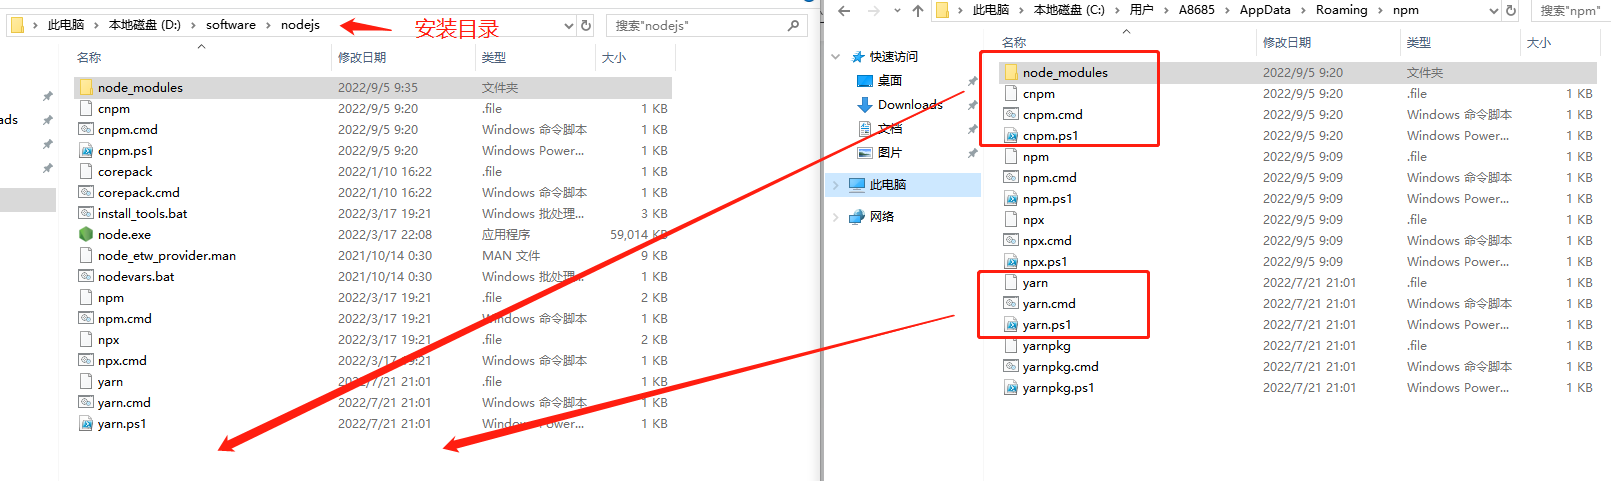 此电脑 > 本地磁盘 (D:) > software > nodejs
搜索"nodejs"
安装目录
名称 修改日期 类型 大小
node_modules 2022/9/5 9:35 文件夹
cnpm 2022/9/5 9:20 .file 1 KB
cnpm.cmd 2022/9/5 9:20 Windows 命令脚本 1 KB
cnpm.ps1 2022/9/5 9:20 Windows Power... 1 KB
corepack 2022/1/10 16:22 .file 1 KB
corepack.cmd 2022/1/10 16:22 Windows 命令脚本 1 KB
install_tools.bat 2022/3/17 19:21 Windows 批处理... 3 KB
node.exe 2022/3/17 22:08 应用程序 59,014 KB
node_etw_provider.man 2021/10/14 0:30 MAN 文件 9 KB
nodevars.bat 2021/10/14 0:30 Windows 批处理... 1 KB
npm 2022/3/17 19:21 .file 2 KB
npm.cmd 2022/3/17 19:21 Windows 命令脚本 1 KB
npx 2022/3/17 19:21 .file 2 KB
npx.cmd 2022/3/17 19:21 Windows 命令脚本 1 KB
yarn 2022/7/21 21:01 .file 1 KB
yarn.cmd 2022/7/21 21:01 Windows 命令脚本 1 KB
yarn.ps1 2022/7/21 21:01 Windows Power... 1 KB
ads
此电脑 > 本地磁盘 (C:) > 用户 > A8685 > AppData > Roaming > npm
搜索"npm"
快速访问
桌面
Downloads
文档
图片
此电脑
网络
名称 修改日期 类型 大小
node_modules 2022/9/5 9:20 文件夹
cnpm 2022/9/5 9:20 .file 1 KB
cnpm.cmd 2022/9/5 9:20 Windows 命令脚本 1 KB
cnpm.ps1 2022/9/5 9:20 Windows Power... 1 KB
npm 2022/9/5 9:09 .file 1 KB
npm.cmd 2022/9/5 9:09 Windows 命令脚本 1 KB
npm.ps1 2022/9/5 9:09 Windows Power... 1 KB
npx 2022/9/5 9:09 .file 1 KB
npx.cmd 2022/9/5 9:09 Windows 命令脚本 1 KB
npx.ps1 2022/9/5 9:09 Windows Power... 1 KB
yarn 2022/7/21 21:01 .file 1 KB
yarn.cmd 2022/7/21 21:01 Windows 命令脚本 1 KB
yarn.ps1 2022/7/21 21:01 Windows Power... 1 KB
yarnpkg 2022/7/21 21:01 .file 1 KB
yarnpkg.cmd 2022/7/21 21:01 Windows 命令脚本 1 KB
yarnpkg.ps1 2022/7/21 21:01 Windows Power... 1 KB